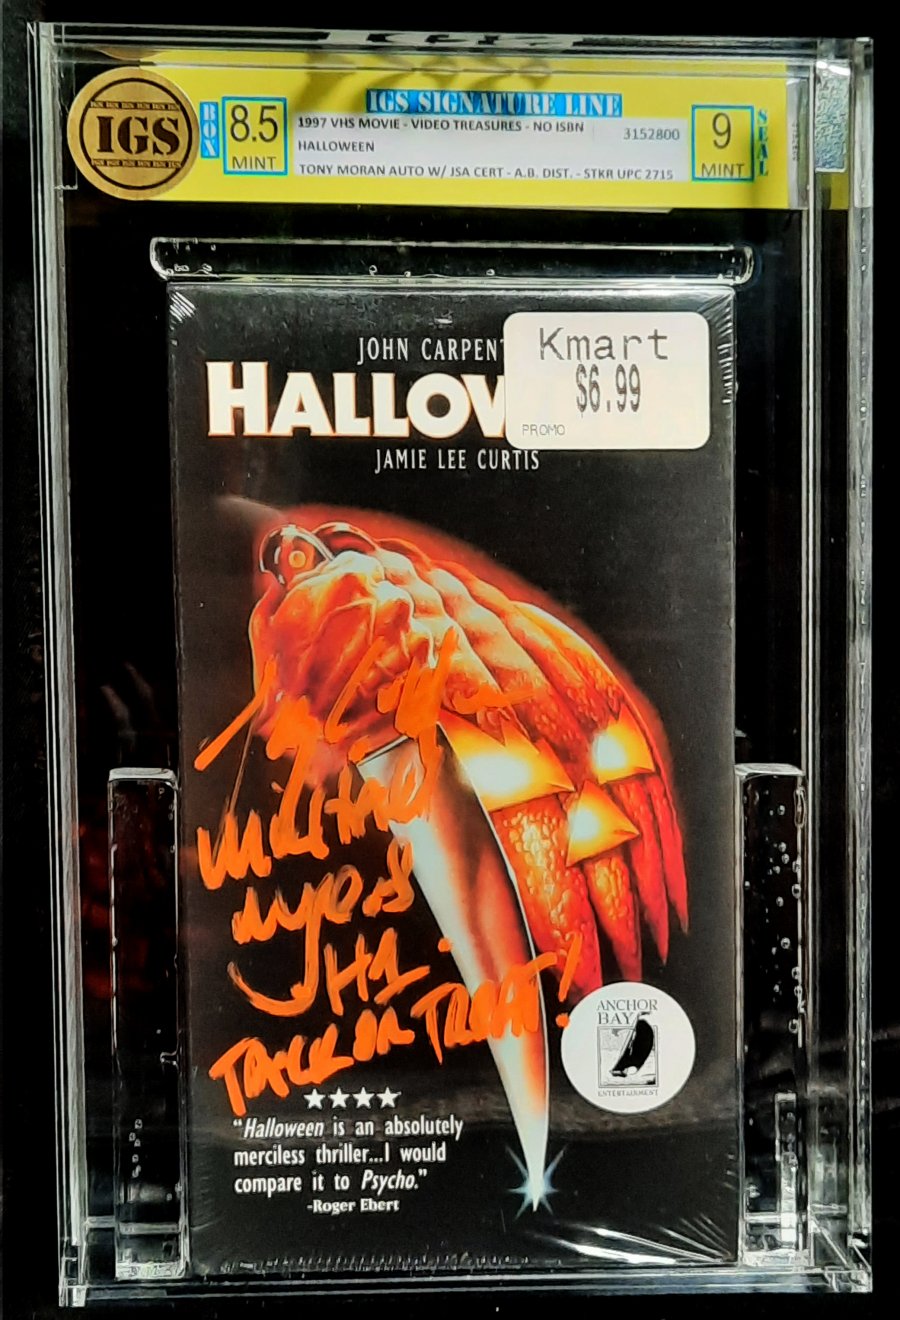 IGS SIGNATURE LINE
IGS
BOX
8.5
MINT
1997 VHS MOVIE - VIDEO TREASURES - NO ISBN
3152800
HALLOWEEN
TONY MORAN AUTO W/ JSA CERT - A.B. DIST. - STKR UPC 2715
9
MINT
SEAL
JOHN CARPENT
HALLOW
JAMIE LEE CURTIS
Kmart
$6.99
PROMO
Michael
Myers
H1
TRICK OR TREAT!
ANCHOR
BAY
ENTERTAINMENT
★★★★
"Halloween is an absolutely
merciless thriller...I would
compare it to Psycho."
-Roger Ebert